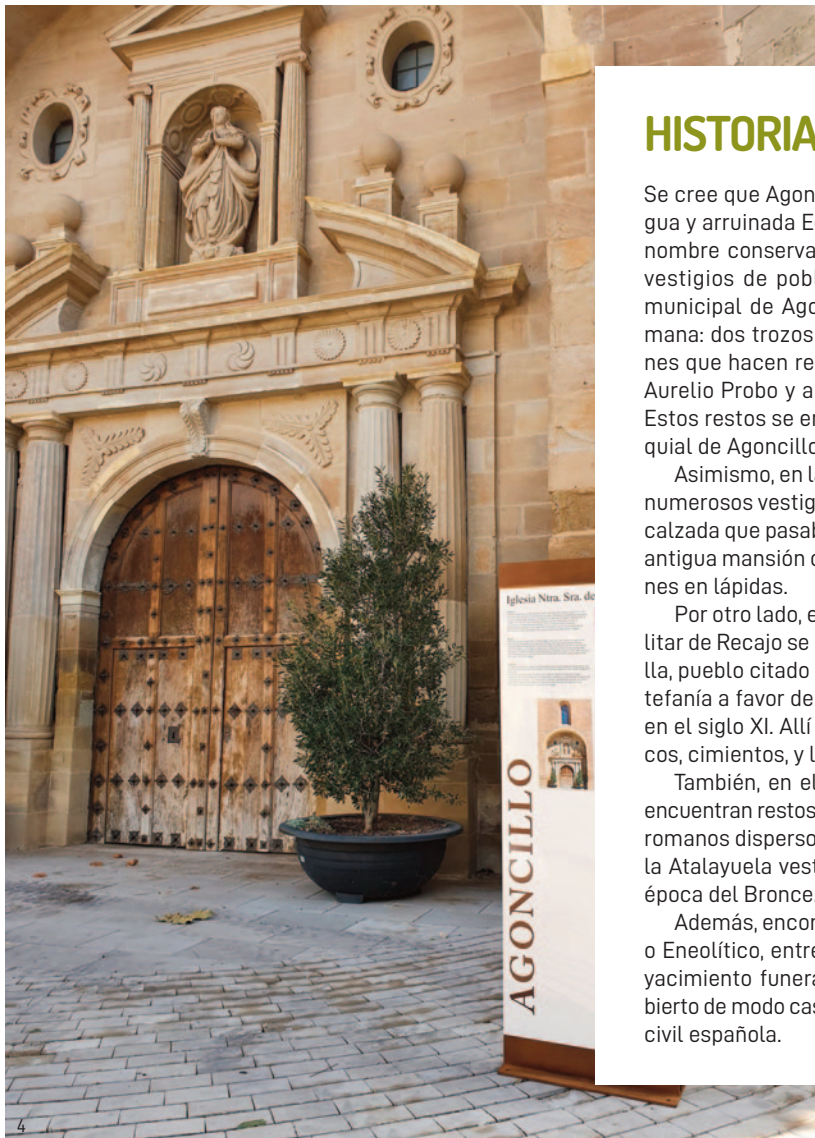 HISTORIA
Se cree que Agon
gua y arruinada E
nombre conserva
vestigios de pobl
municipal de Ago
mana: dos trozos
nes que hacen re
Aurelio Probo y a
Estos restos se e
quial de Agoncillo
Asimismo, en l
numerosos vestig
calzada que pasab
antigua mansión
nes en lápidas.
Por otro lado, e
litar de Recajo se
lla, pueblo citado
tefanía a favor de
en el siglo XI. Allí
cos, cimientos, y l
También, en el
encuentran restos
romanos disperso
la Atalayuela vest
época del Bronce
Además, encon
o Eneolítico, entre
yacimiento funera
bierto de modo cas
civil española.
Iglesia Ntra. Sra. de
AGONCILLO
4